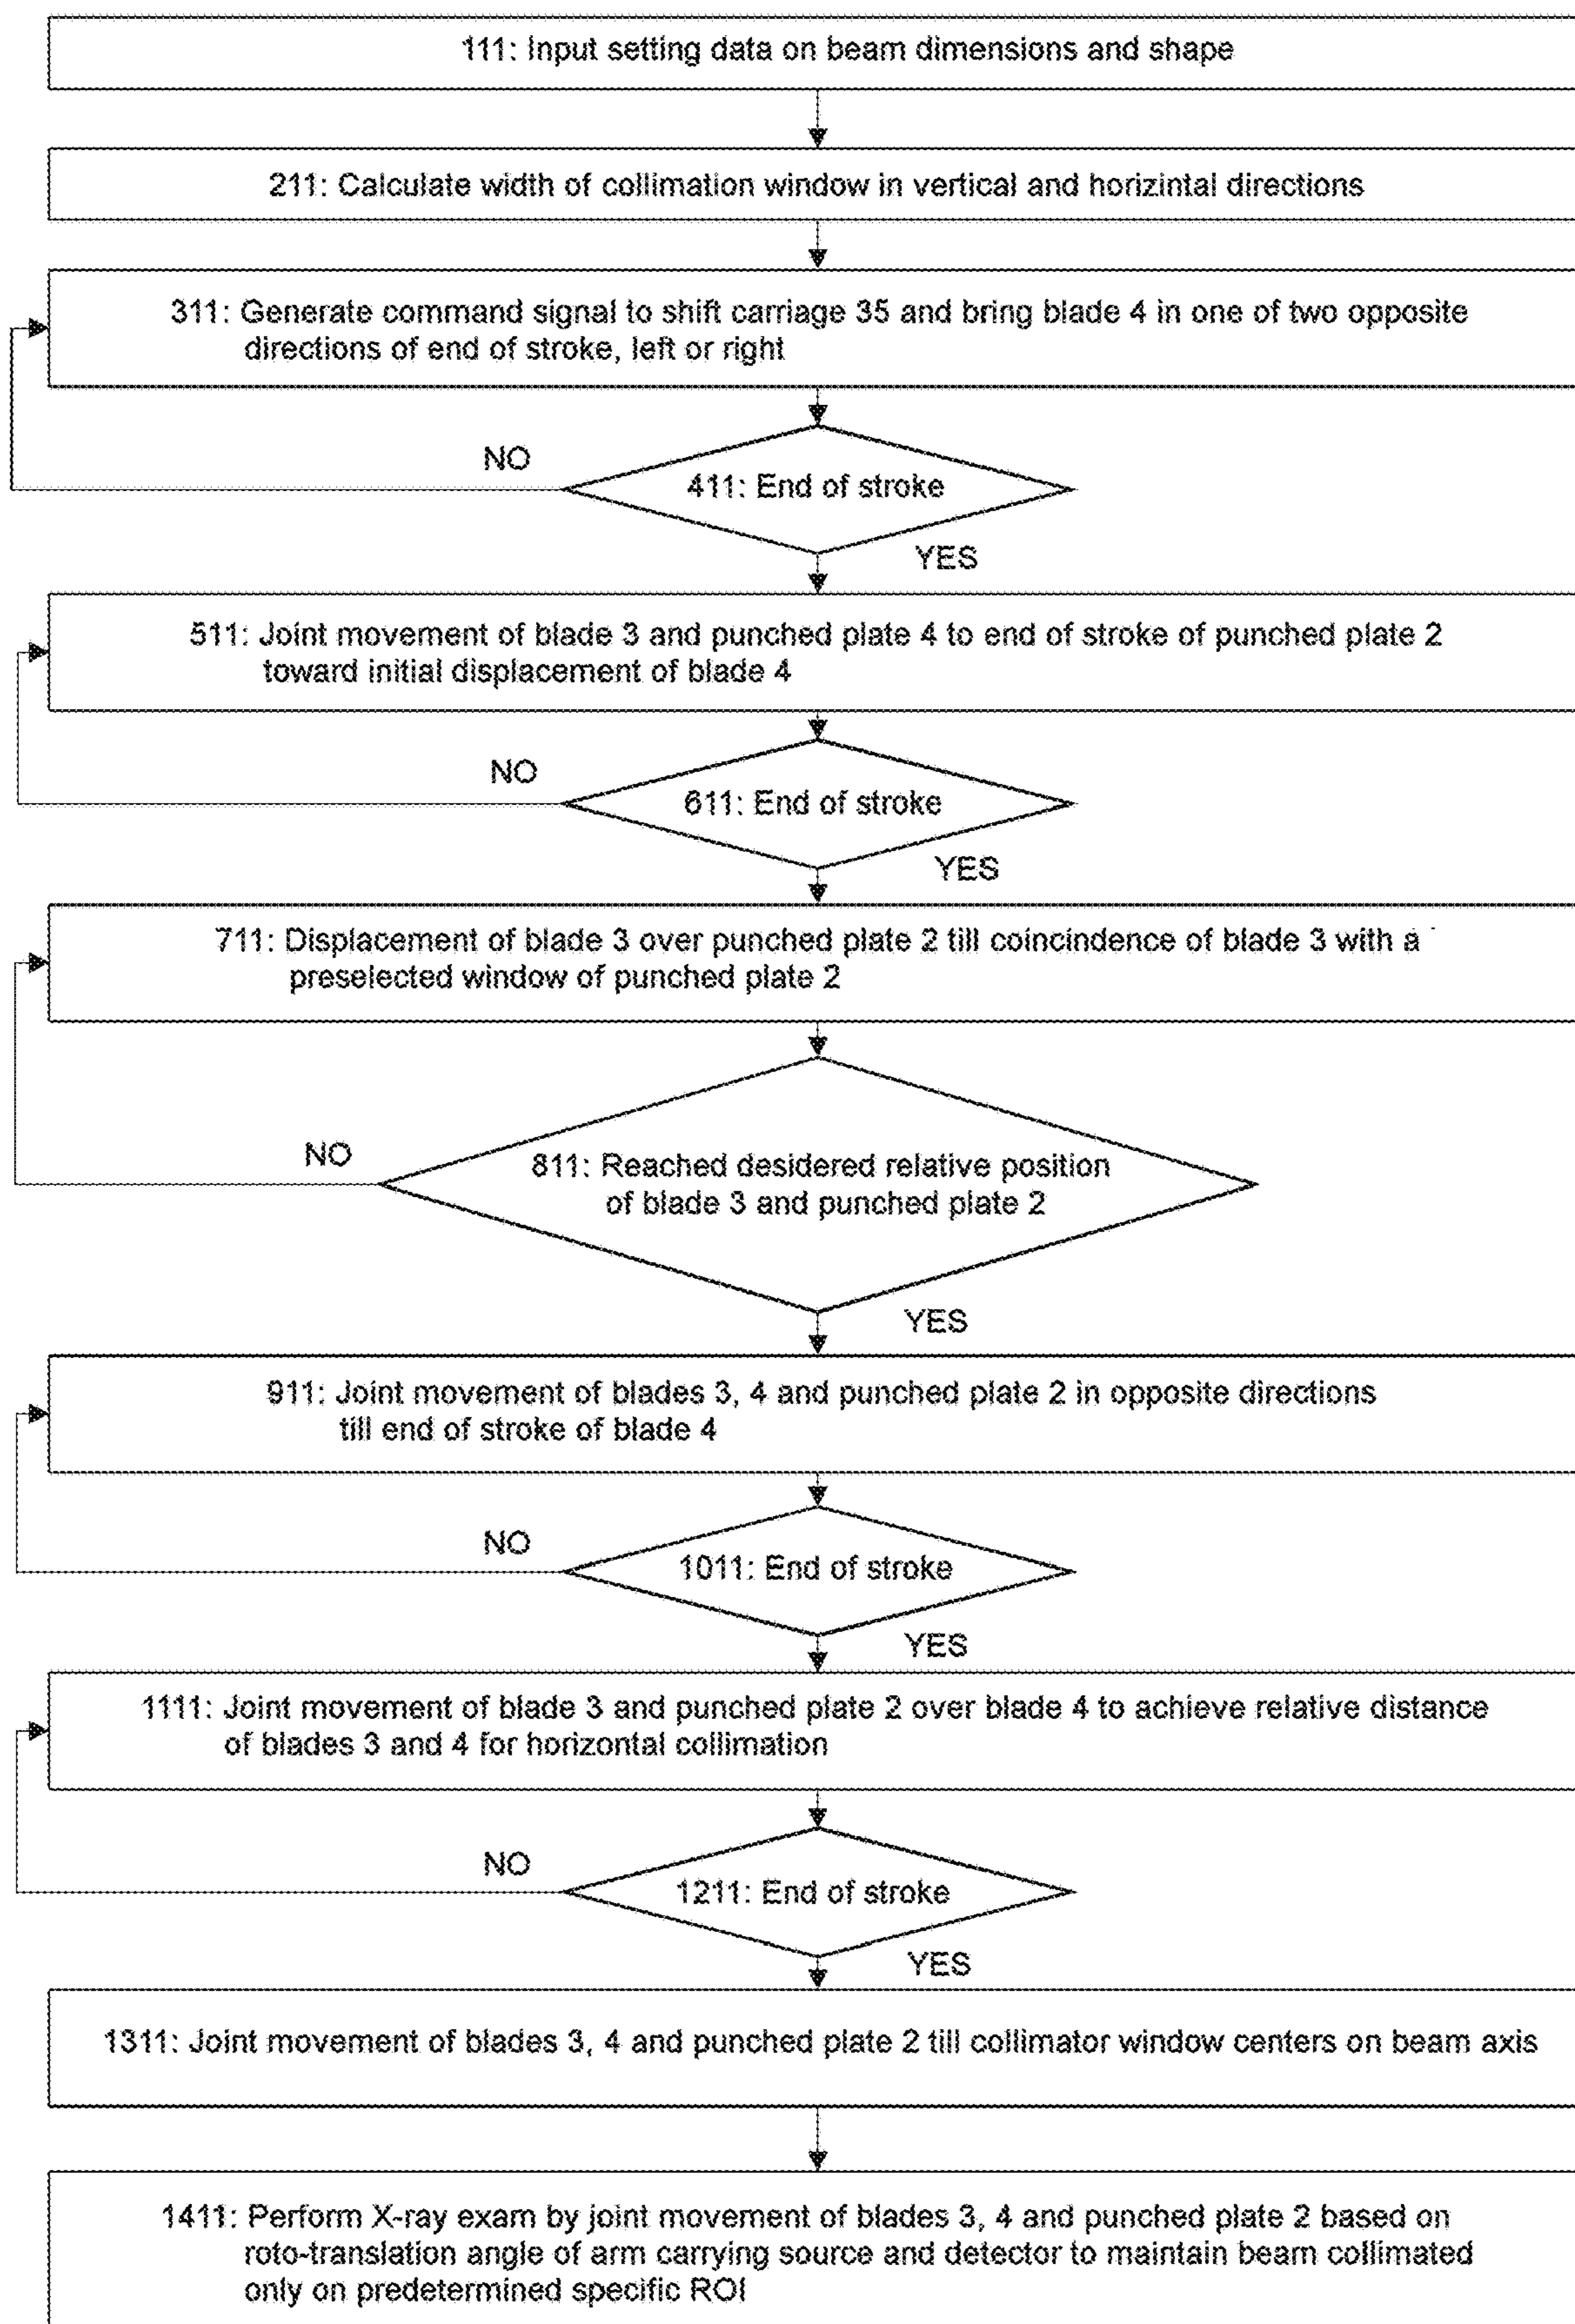 111: Input setting data on beam dimensions and shape
211: Calculate width of collimation window in vertical and horizintal directions
311: Generate command signal to shift carriage 35 and bring blade 4 in one of two opposite
directions of end of stroke, left or right
NO
411: End of stroke
YES
511: Joint movement of blade 3 and punched plate 4 to end of stroke of punched plate 2
toward initial displacement of blade 4
NO
611: End of stroke
YES
711: Displacement of blade 3 over punched plate 2 till coincindence of blade 3 with a
preselected window of punched plate 2
NO
811: Reached desidered relative position
of blade 3 and punched plate 2
YES
911: Joint movement of blades 3, 4 and punched plate 2 in opposite directions
till end of stroke of blade 4
NO
1011: End of stroke
YES
1111: Joint movement of blade 3 and punched plate 2 over blade 4 to achieve relative distance
of blades 3 and 4 for horizontal collimation
NO
1211: End of stroke
YES
1311: Joint movement of blades 3, 4 and punched plate 2 till collimator window centers on beam axis
1411: Perform X-ray exam by joint movement of blades 3, 4 and punched plate 2 based on
roto-translation angle of arm carrying source and detector to maintain beam collimated
only on predetermined specific ROI